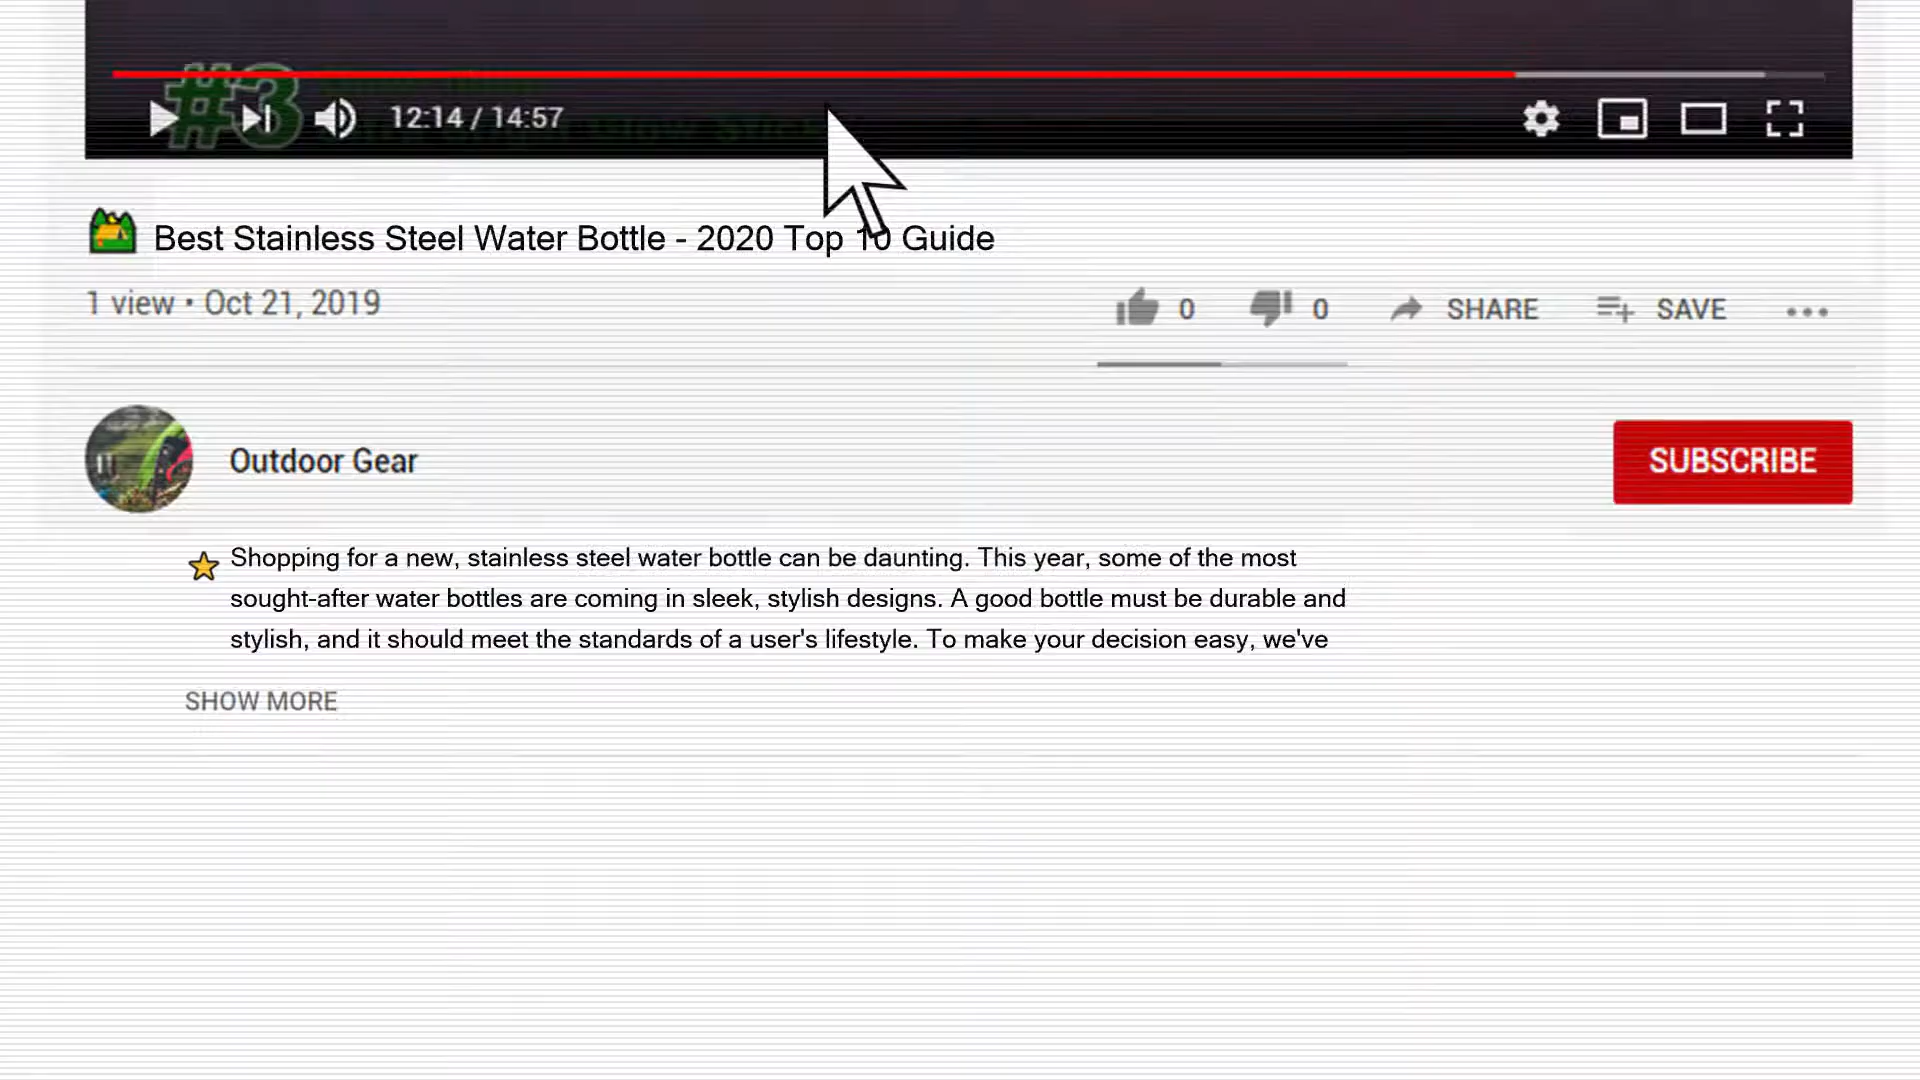 #3
12:14 / 14:57
Best Stainless Steel Water Bottle - 2020 Top 10 Guide
1 view • Oct 21, 2019
0 0 SHARE SAVE
Outdoor Gear
SUBSCRIBE
Shopping for a new, stainless steel water bottle can be daunting. This year, some of the most
sought-after water bottles are coming in sleek, stylish designs. A good bottle must be durable and
stylish, and it should meet the standards of a user's lifestyle. To make your decision easy, we've
SHOW MORE